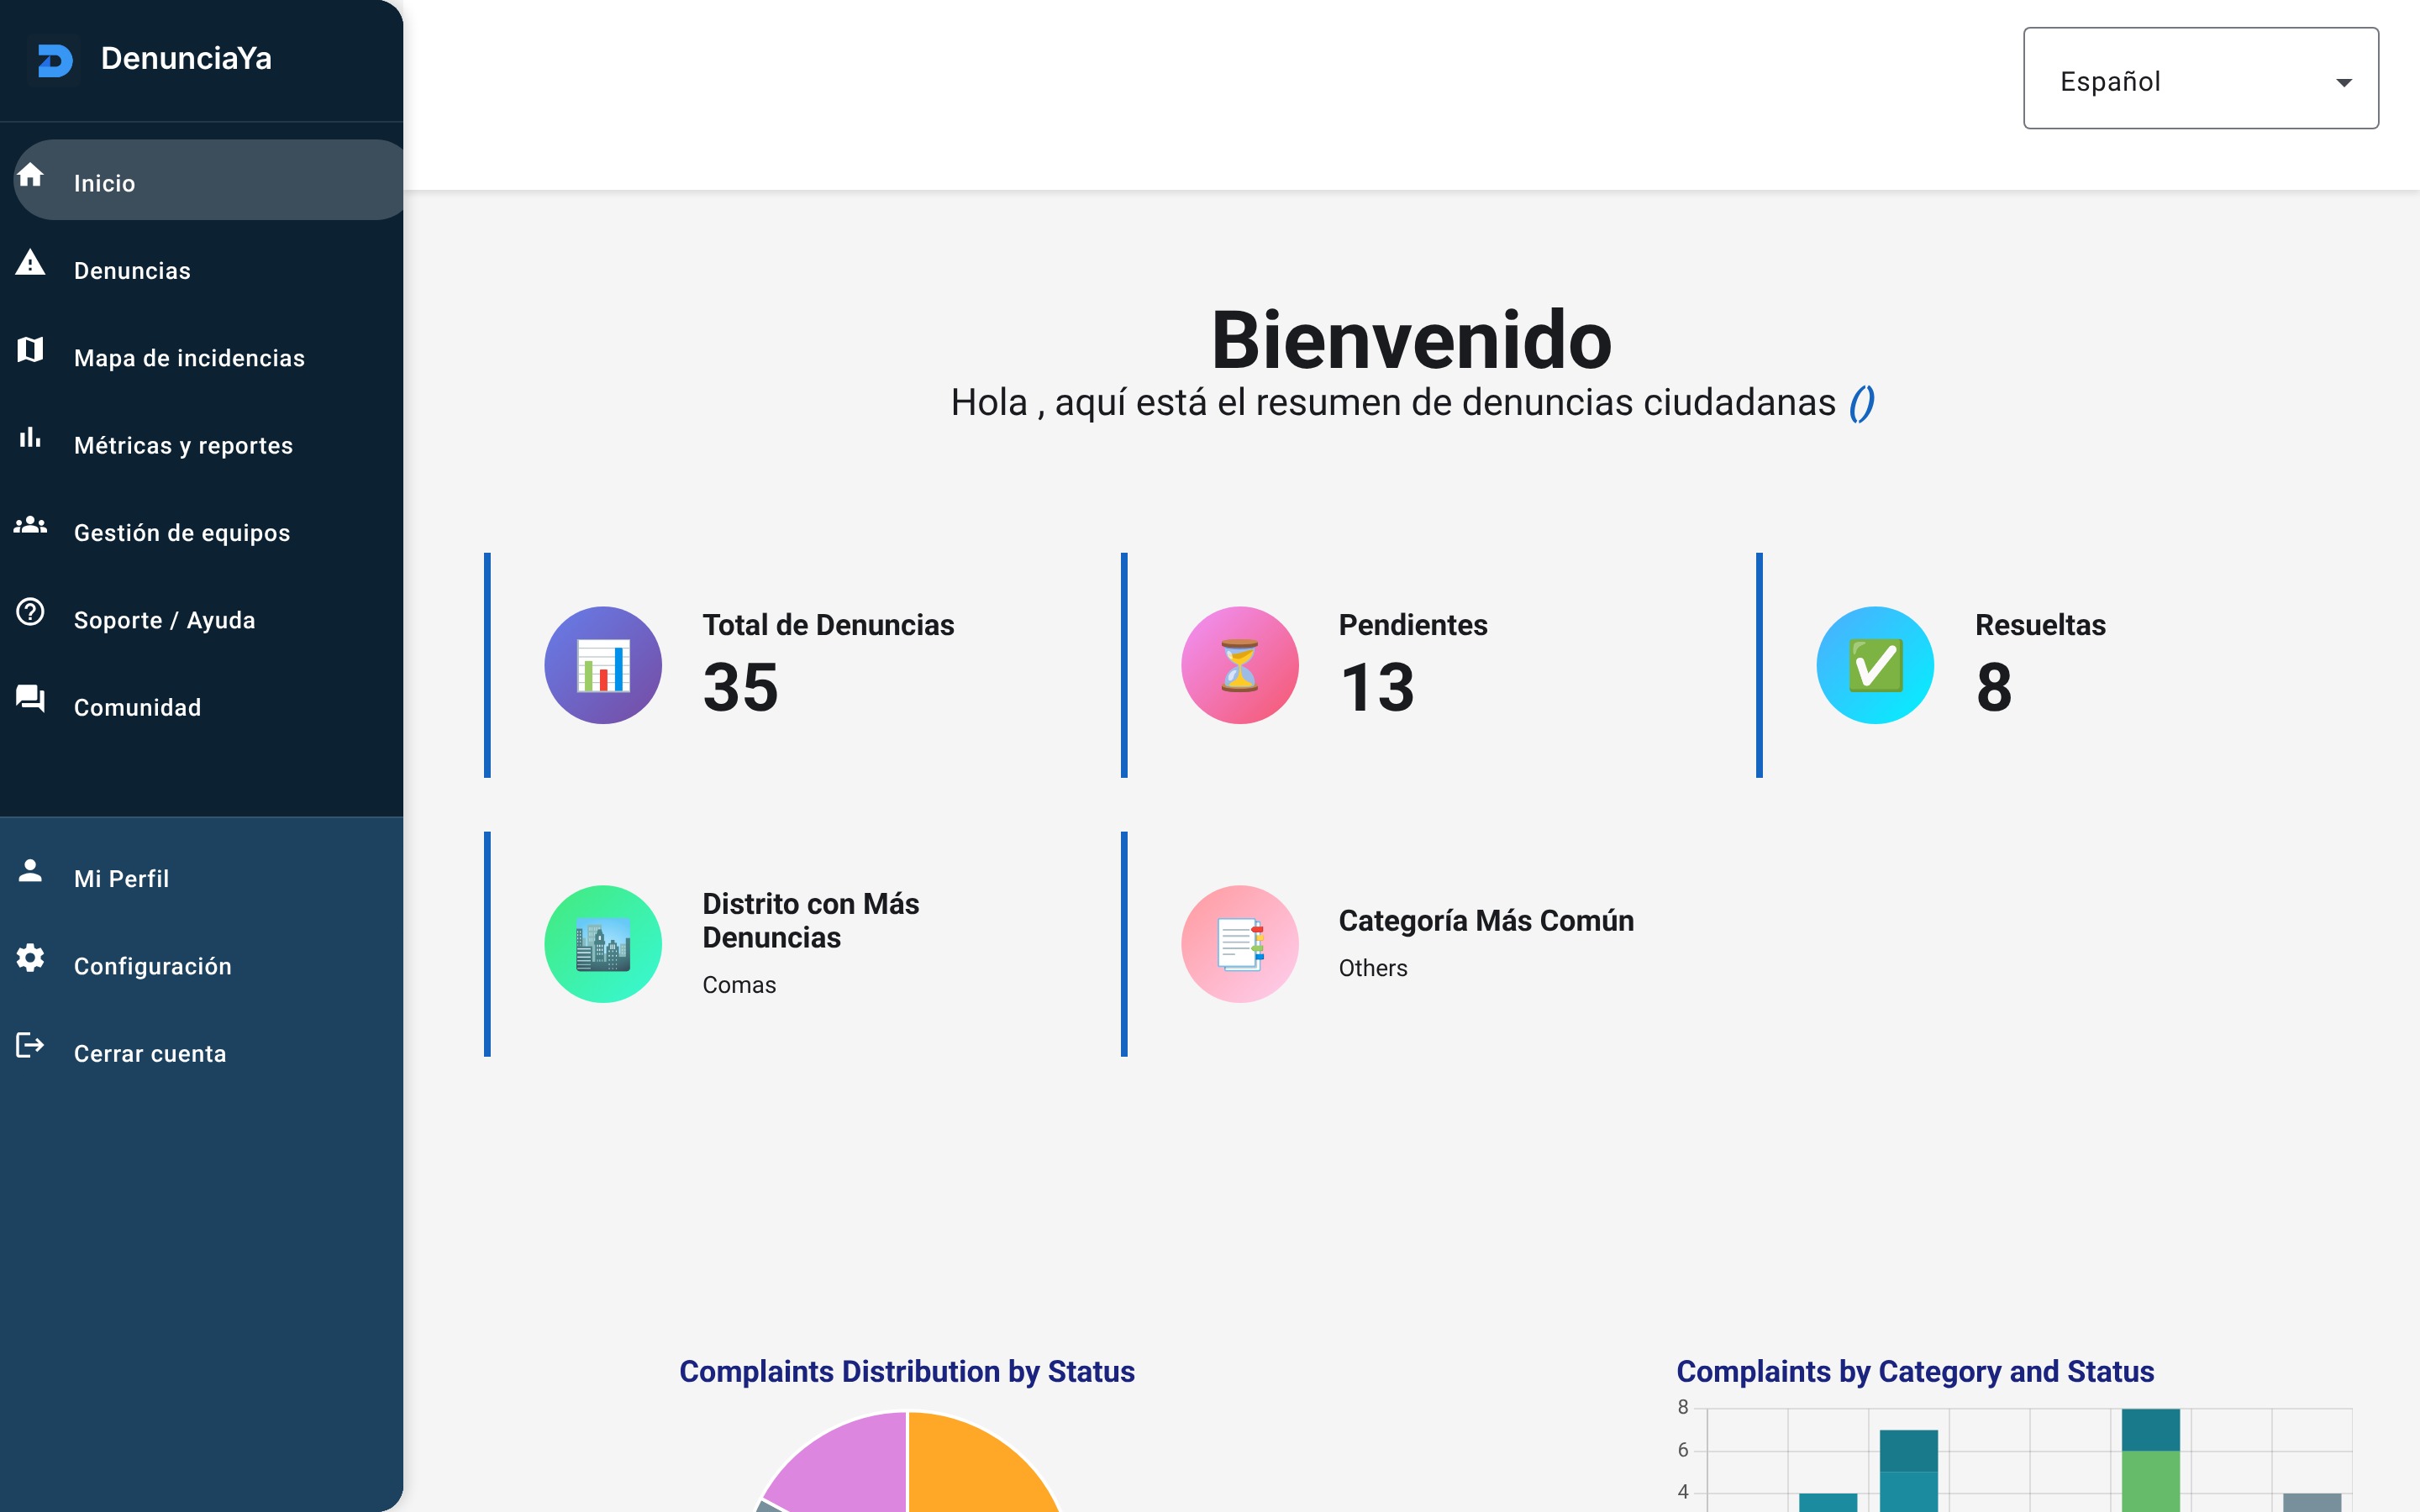 DenunciaYa
Español
Inicio
Denuncias
Mapa de incidencias
Métricas y reportes
Gestión de equipos
Soporte / Ayuda
Comunidad
Mi Perfil
Configuración
Cerrar cuenta
Bienvenido
Hola , aquí está el resumen de denuncias ciudadanas ()
Total de Denuncias
35
Pendientes
13
Resueltas
8
Distrito con Más
Denuncias
Comas
Categoría Más Común
Others
Complaints Distribution by Status
Complaints by Category and Status
8
6
4